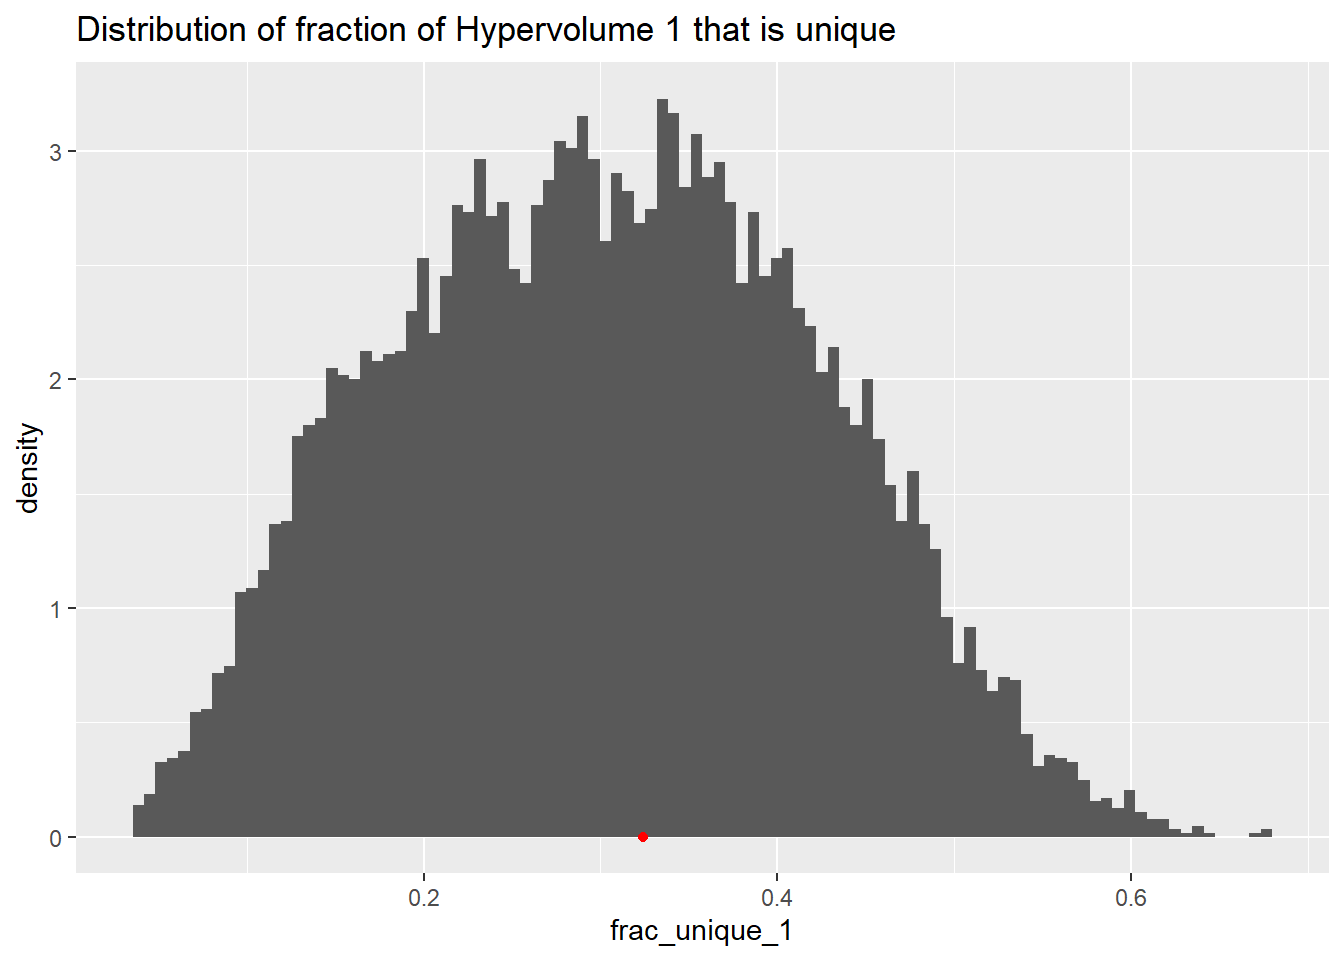 Distribution of fraction of Hypervolume 1 that is unique
density
3
2
1
0
0.2 0.4 0.6
frac_unique_1